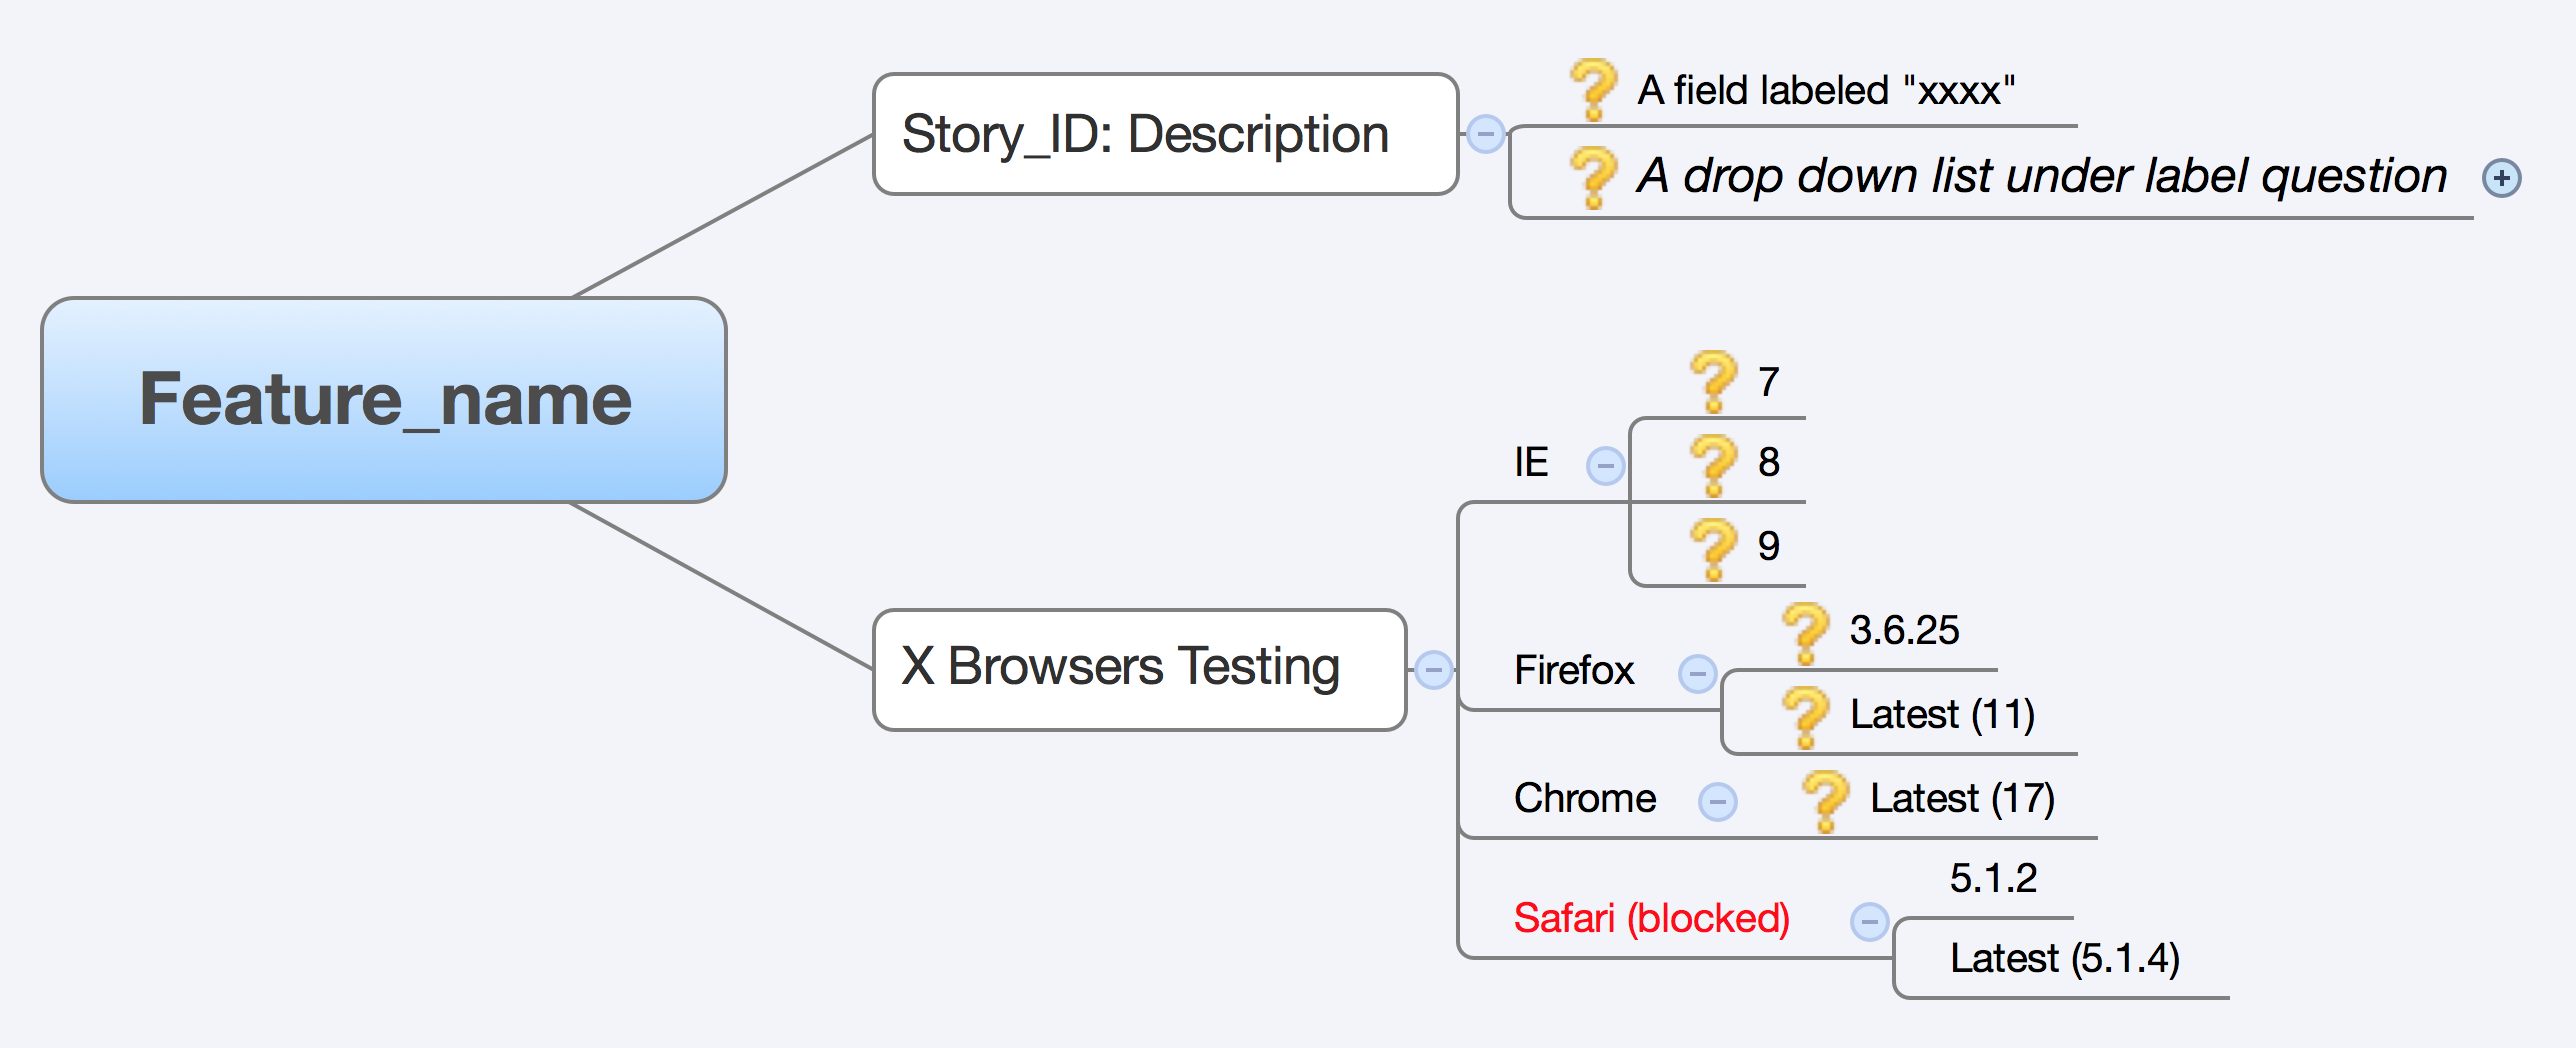 A field labeled "xxxx"
Story_ID: Description
A drop down list under label question
Feature_name
7
IE
8
9
3.6.25
X Browsers Testing
Firefox
Latest (11)
Chrome
Latest (17)
5.1.2
Safari (blocked)
Latest (5.1.4)